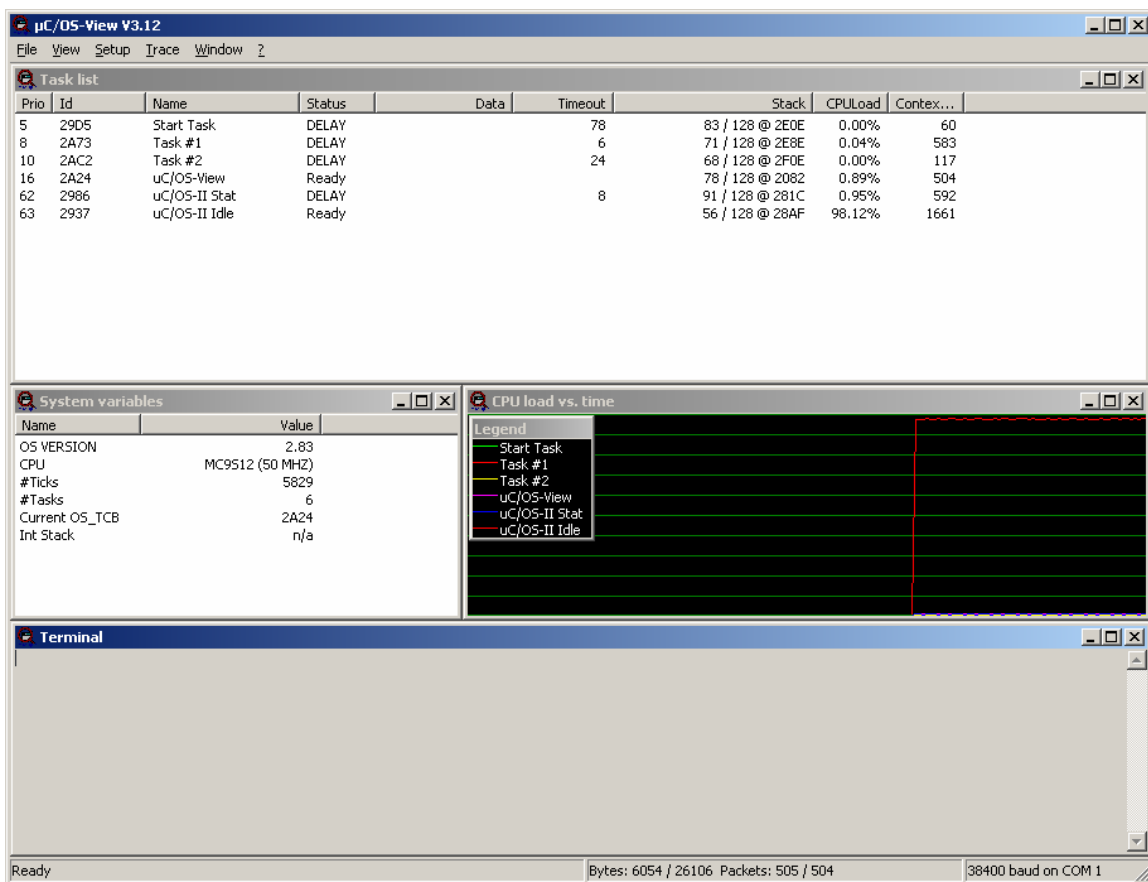 µC/OS-View V3.12
File View Setup Trace Window ?
Task list
Prio Id Name Status Data Timeout Stack CPULoad Contex...
5 29D5 Start Task DELAY 78 83 / 128 @ 2E0E 0.00% 60
8 2A73 Task #1 DELAY 6 71 / 128 @ 2E8E 0.04% 583
10 2AC2 Task #2 DELAY 24 68 / 128 @ 2F0E 0.00% 117
16 2A24 uC/OS-View Ready 78 / 128 @ 2082 0.89% 504
62 2986 uC/OS-II Stat DELAY 8 91 / 128 @ 281C 0.95% 592
63 2937 uC/OS-II Idle Ready 56 / 128 @ 28AF 98.12% 1661
System variables
Name Value
OS VERSION 2.83
CPU MC9S12 (50 MHZ)
#Ticks 5829
#Tasks 6
Current OS_TCB 2A24
Int Stack n/a
CPU load vs. time
Legend
Start Task
Task #1
Task #2
uC/OS-View
uC/OS-II Stat
uC/OS-II Idle
Terminal
Ready Bytes: 6054 / 26106 Packets: 505 / 504 38400 baud on COM 1